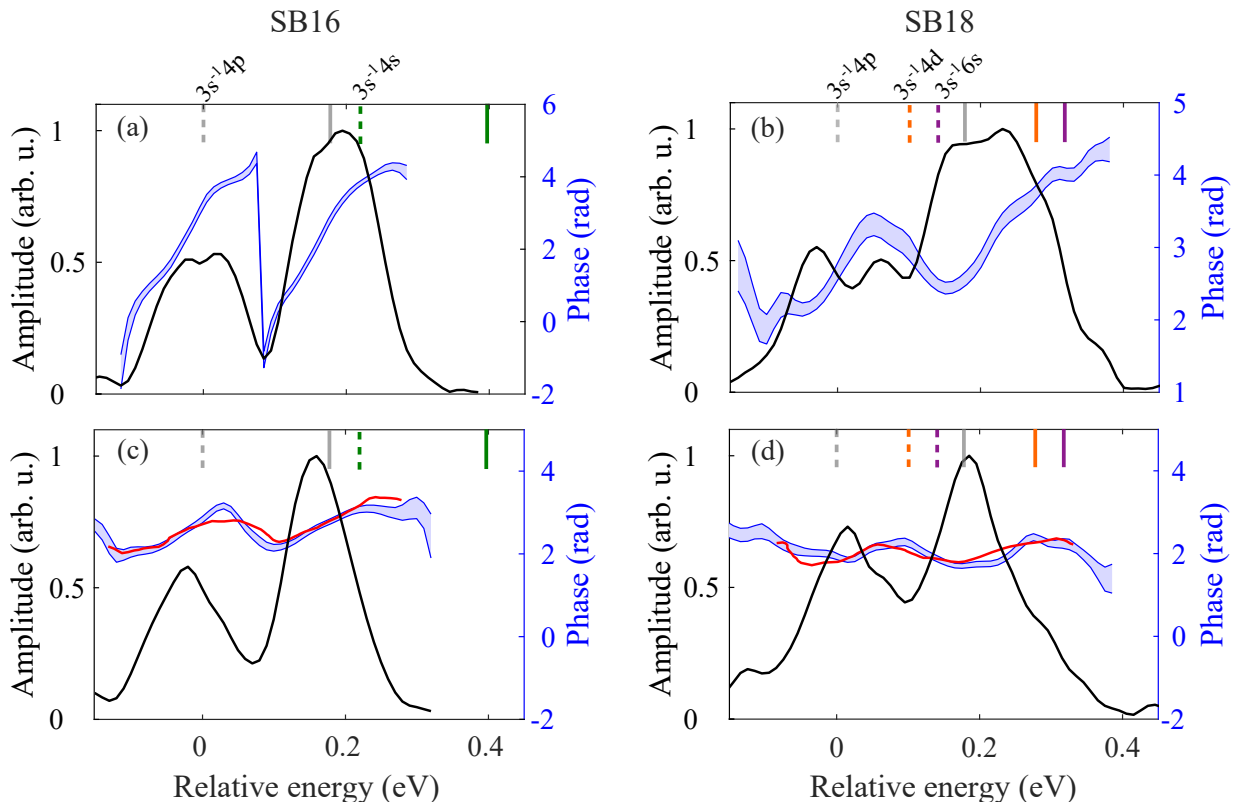 SB16
SB18
3s⁻¹4p
3s⁻¹4s
3s⁻¹4p
3s⁻¹4d
3s⁻¹6s
(a)
Amplitude (arb. u.)
1
0.5
0
6
4
2
0
-2
Phase (rad)
(b)
Amplitude (arb. u.)
1
0.5
0
5
4
3
2
1
Phase (rad)
(c)
Amplitude (arb. u.)
1
0.5
0
4
2
0
-2
Phase (rad)
0
0.2
0.4
Relative energy (eV)
(d)
Amplitude (arb. u.)
1
0.5
0
4
2
0
-2
Phase (rad)
0
0.2
0.4
Relative energy (eV)